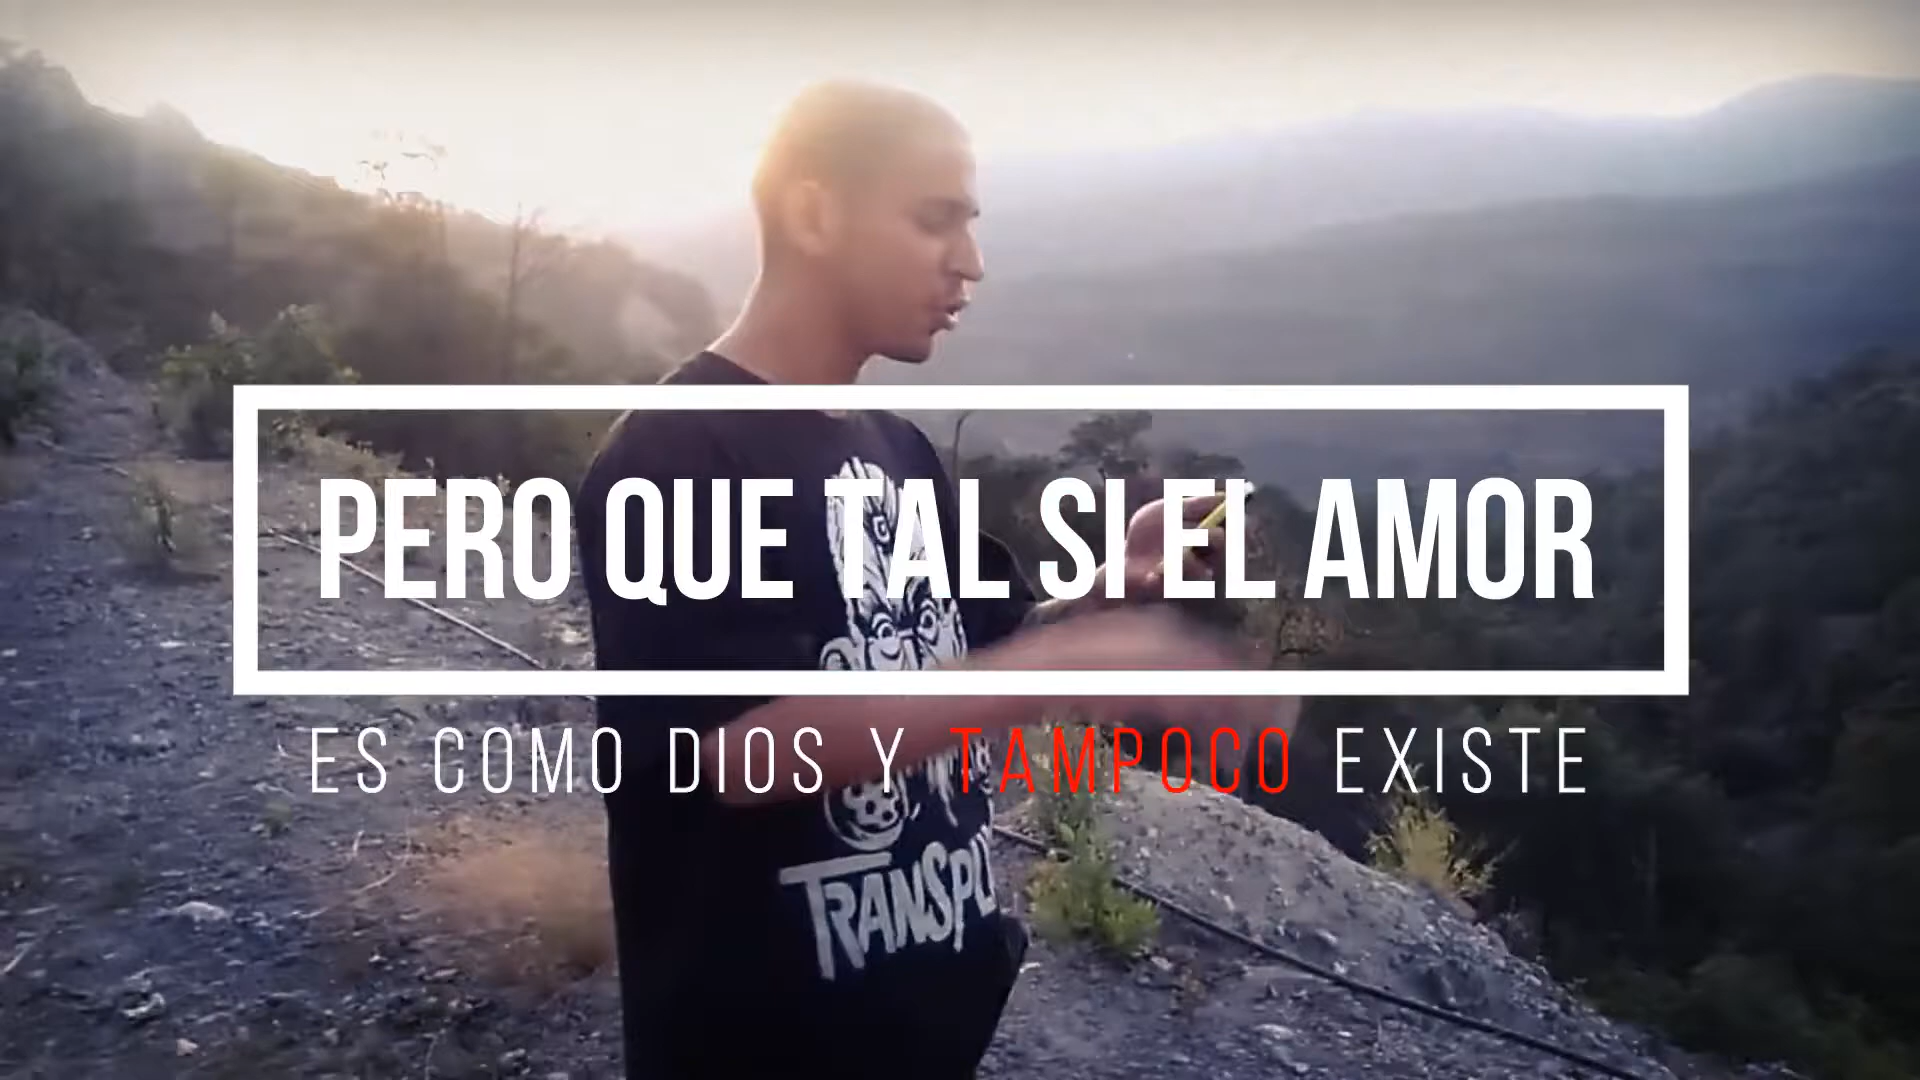 PERO QUE TAL SI EL AMOR
ES COMO DIOS Y TAMPOCO EXISTE